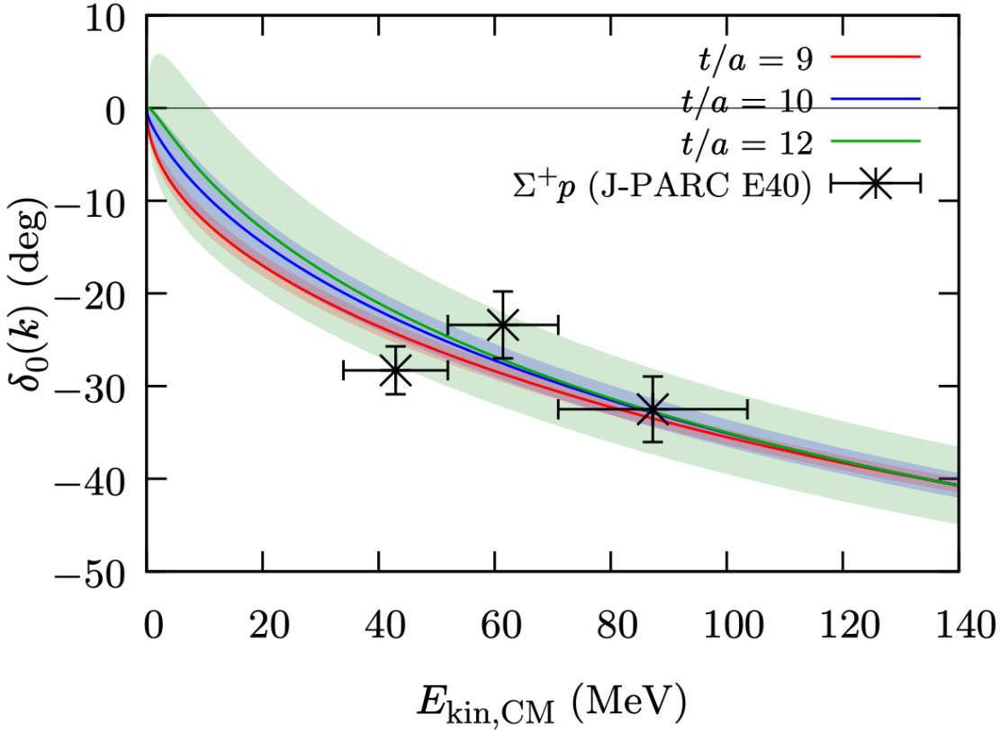 10
0
−10
−20
−30
−40
−50
δ₀(k) (deg)
t/a = 9
t/a = 10
t/a = 12
Σ⁺p (J-PARC E40)
0 20 40 60 80 100 120 140
E_kin,CM (MeV)